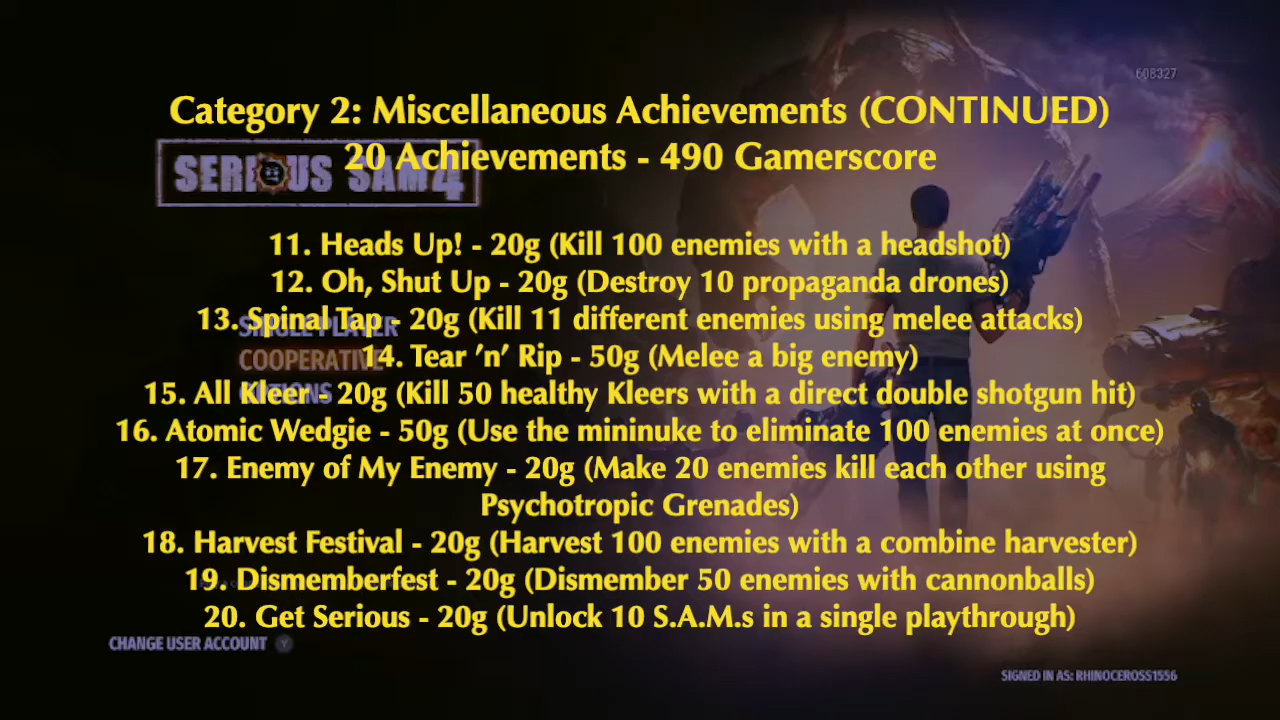 608327
Category 2: Miscellaneous Achievements (CONTINUED)
20 Achievements - 490 Gamerscore
SERIOUS SAM 4
11. Heads Up! - 20g (Kill 100 enemies with a headshot)
12. Oh, Shut Up - 20g (Destroy 10 propaganda drones)
13. Spinal Tap - 20g (Kill 11 different enemies using melee attacks)
SINGLE PLAYER
14. Tear ’n’ Rip - 50g (Melee a big enemy)
COOPERATIVE
15. All Kleer - 20g (Kill 50 healthy Kleers with a direct double shotgun hit)
OPTIONS
16. Atomic Wedgie - 50g (Use the mininuke to eliminate 100 enemies at once)
17. Enemy of My Enemy - 20g (Make 20 enemies kill each other using
Psychotropic Grenades)
18. Harvest Festival - 20g (Harvest 100 enemies with a combine harvester)
19. Dismemberfest - 20g (Dismember 50 enemies with cannonballs)
20. Get Serious - 20g (Unlock 10 S.A.M.s in a single playthrough)
CHANGE USER ACCOUNT Y
SIGNED IN AS: RHINOCEROSS1556